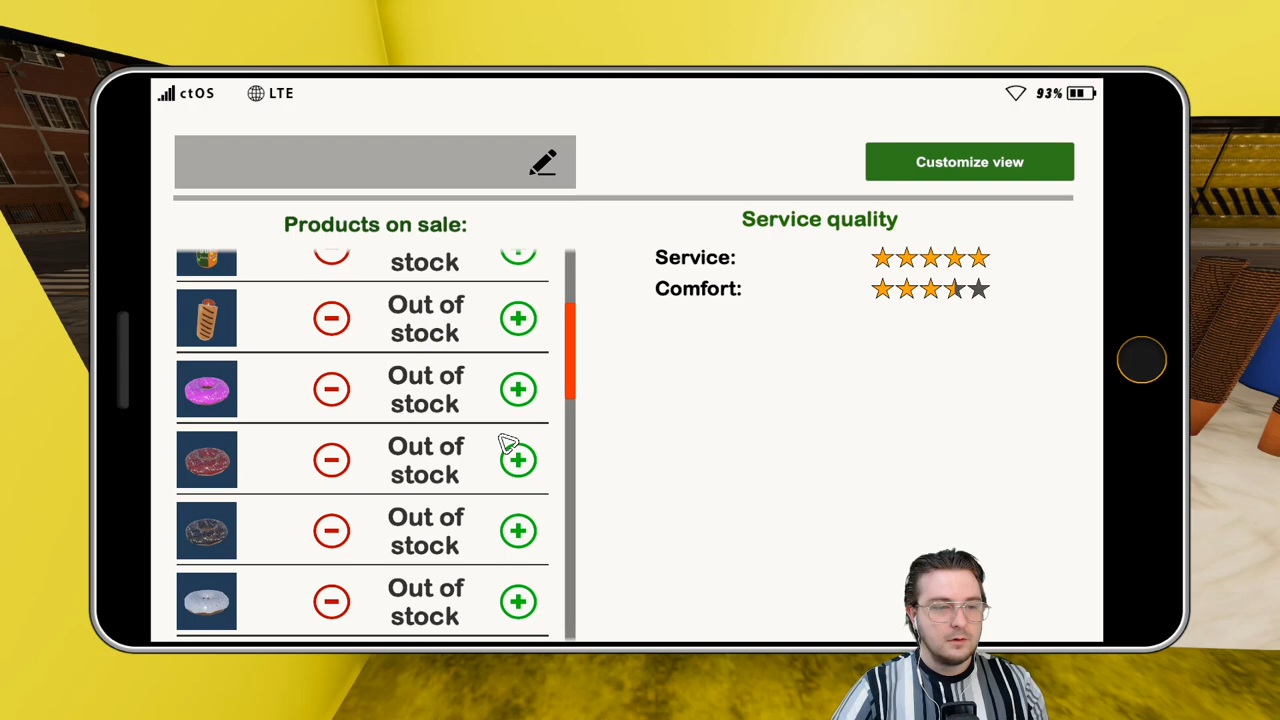 ctOS LTE 93%
Customize view
Products on sale:
stock
Out of
stock
Out of
stock
Out of
stock
Out of
stock
Out of
stock
Service quality
Service:
Comfort: